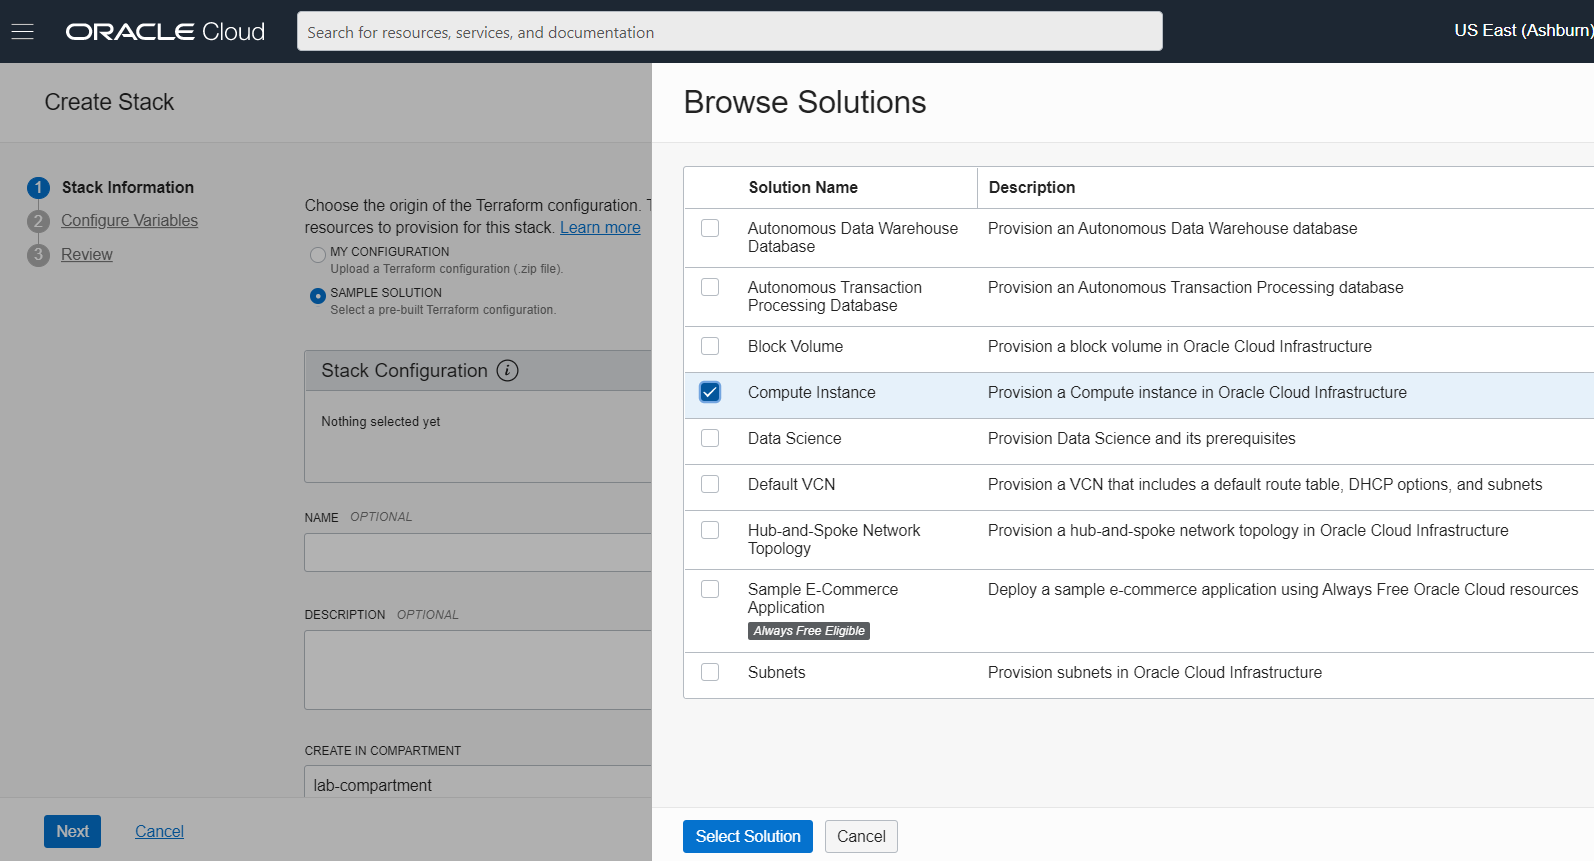 ORACLE Cloud
Search for resources, services, and documentation
US East (Ashburn)
Create Stack
1 Stack Information
2 Configure Variables
3 Review
Choose the origin of the Terraform configuration.
resources to provision for this stack. Learn more
MY CONFIGURATION
Upload a Terraform configuration (.zip file).
SAMPLE SOLUTION
Select a pre-built Terraform configuration.
Stack Configuration i
Nothing selected yet
NAME OPTIONAL
DESCRIPTION OPTIONAL
CREATE IN COMPARTMENT
lab-compartment
Next Cancel
Browse Solutions
Solution Name Description
Autonomous Data Warehouse Provision an Autonomous Data Warehouse database
Database
Autonomous Transaction Provision an Autonomous Transaction Processing database
Processing Database
Block Volume Provision a block volume in Oracle Cloud Infrastructure
Compute Instance Provision a Compute instance in Oracle Cloud Infrastructure
Data Science Provision Data Science and its prerequisites
Default VCN Provision a VCN that includes a default route table, DHCP options, and subnets
Hub-and-Spoke Network Provision a hub-and-spoke network topology in Oracle Cloud Infrastructure
Topology
Sample E-Commerce Deploy a sample e-commerce application using Always Free Oracle Cloud resources
Application
Always Free Eligible
Subnets Provision subnets in Oracle Cloud Infrastructure
Select Solution Cancel